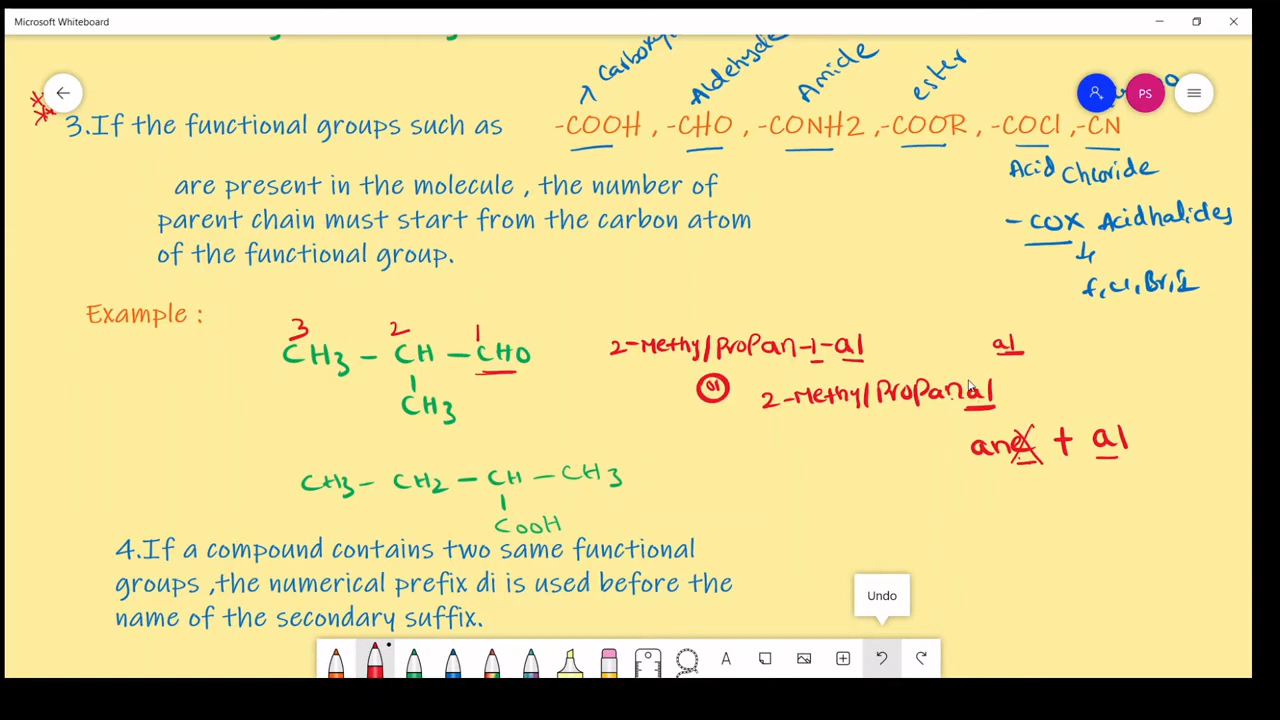 Microsoft Whiteboard
Carboxyl
Aldehyde
Amide
ester
PS
3.If the functional groups such as -COOH , -CHO , -CONH2 ,-COOR , -COCl ,-CN
Acid Chloride
are present in the molecule , the number of
parent chain must start from the carbon atom
of the functional group.
-COX Acidhalides
F, Cl, Br, I
Example :
3 2 1
CH3 - CH - CHO
CH3
2-Methyl Propan-1-al
al
(or)
2-Methyl Propanal
ane + al
CH3 - CH2 - CH - CH3
COOH
4.If a compound contains two same functional
groups ,the numerical prefix di is used before the
name of the secondary suffix.
Undo
A